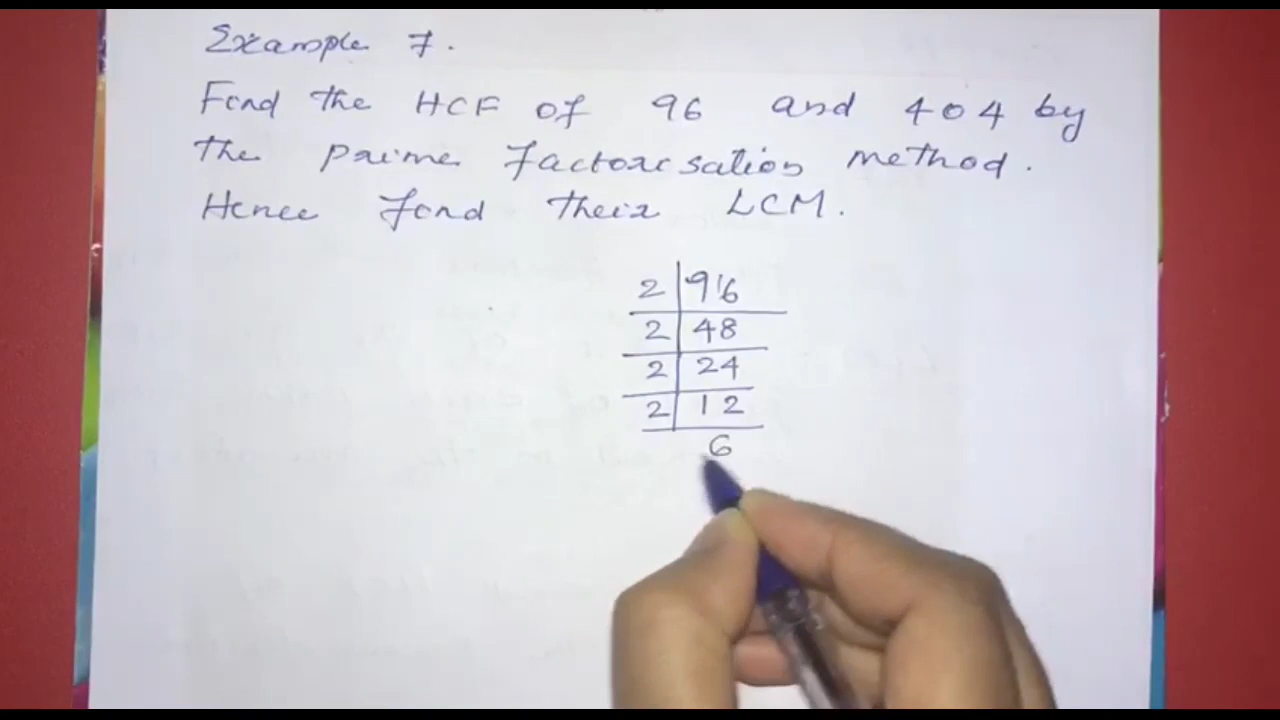 Example 7.
Find the HCF of 96 and 404 by
the prime factorisation method.
Hence find their LCM.
2 96
2 48
2 24
2 12
6